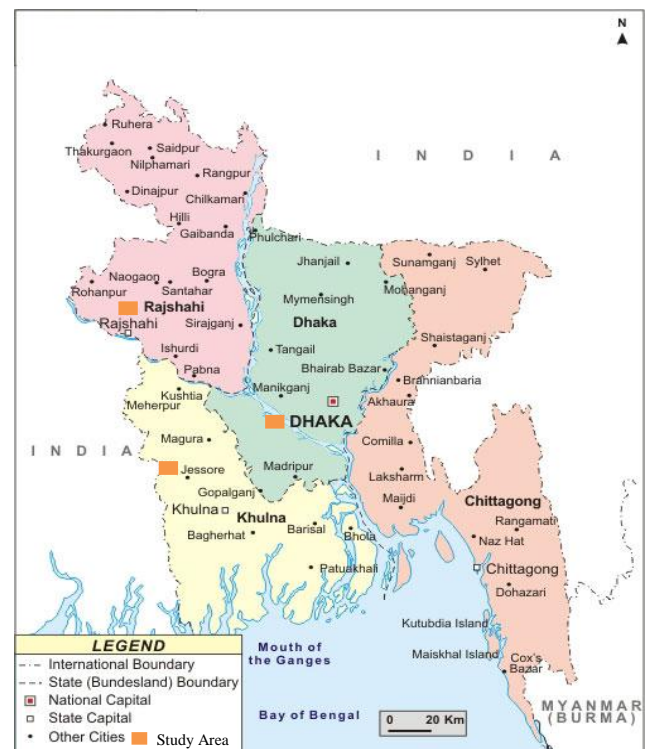 N
I N D I A
Ruhera
Thakurgaon
Saidpur
Nilphamari
Rangpur
Dinajpur
Chilkamari
Hilli
Gaibanda
Phulchari
Jhanjail
Sunamganj
Sylhet
Naogaon
Bogra
Rohanpur
Santahar
Mymensingh
Mohanganj
Rajshahi
Rajshahi
Sirajganj
Dhaka
Shaistaganj
Ishurdi
Tangail
Bhairab Bazar
Pabna
Brahnianbaria
Manikganj
Kushtia
Meherpur
Akhaura
DHAKA
Magura
Comilla
I N D I A
Jessore
Madripur
Laksharm
Gopalganj
Maijdi
Chittagong
Khulna
Khulna
Rangamati
Barisal
Bhola
Naz Hat
Bagherhat
Patuakhali
Chittagong
Dohazari
Kutubdia Island
Maiskhal Island
Cox's
Bazar
Mouth of
the Ganges
Bay of Bengal
MYANMAR
(BURMA)
0 20 Km
LEGEND
International Boundary
State (Bundesland) Boundary
National Capital
State Capital
Other Cities
Study Area